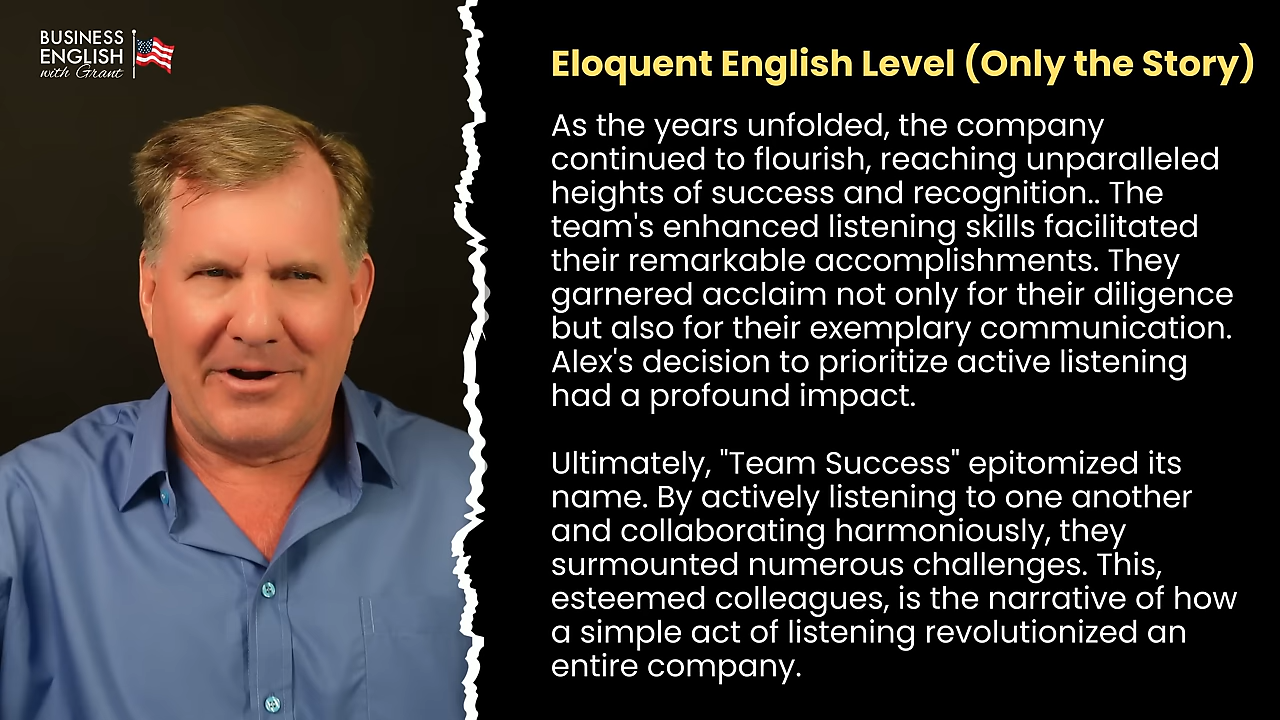 BUSINESS
ENGLISH
with Grant
Eloquent English Level (Only the Story)
As the years unfolded, the company
continued to flourish, reaching unparalleled
heights of success and recognition.. The
team's enhanced listening skills facilitated
their remarkable accomplishments. They
garnered acclaim not only for their diligence
but also for their exemplary communication.
Alex's decision to prioritize active listening
had a profound impact.
Ultimately, "Team Success" epitomized its
name. By actively listening to one another
and collaborating harmoniously, they
surmounted numerous challenges. This,
esteemed colleagues, is the narrative of how
a simple act of listening revolutionized an
entire company.